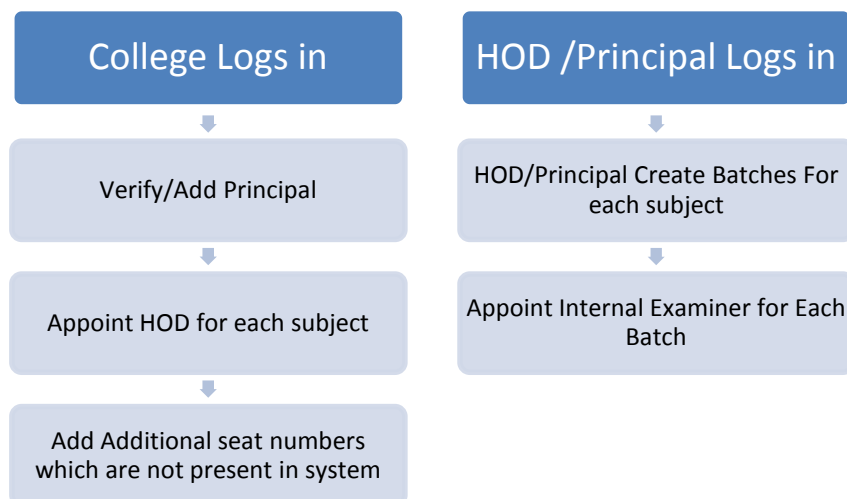 College Logs in
Verify/Add Principal
Appoint HOD for each subject
Add Additional seat numbers
which are not present in system
HOD /Principal Logs in
HOD/Principal Create Batches For
each subject
Appoint Internal Examiner for Each
Batch